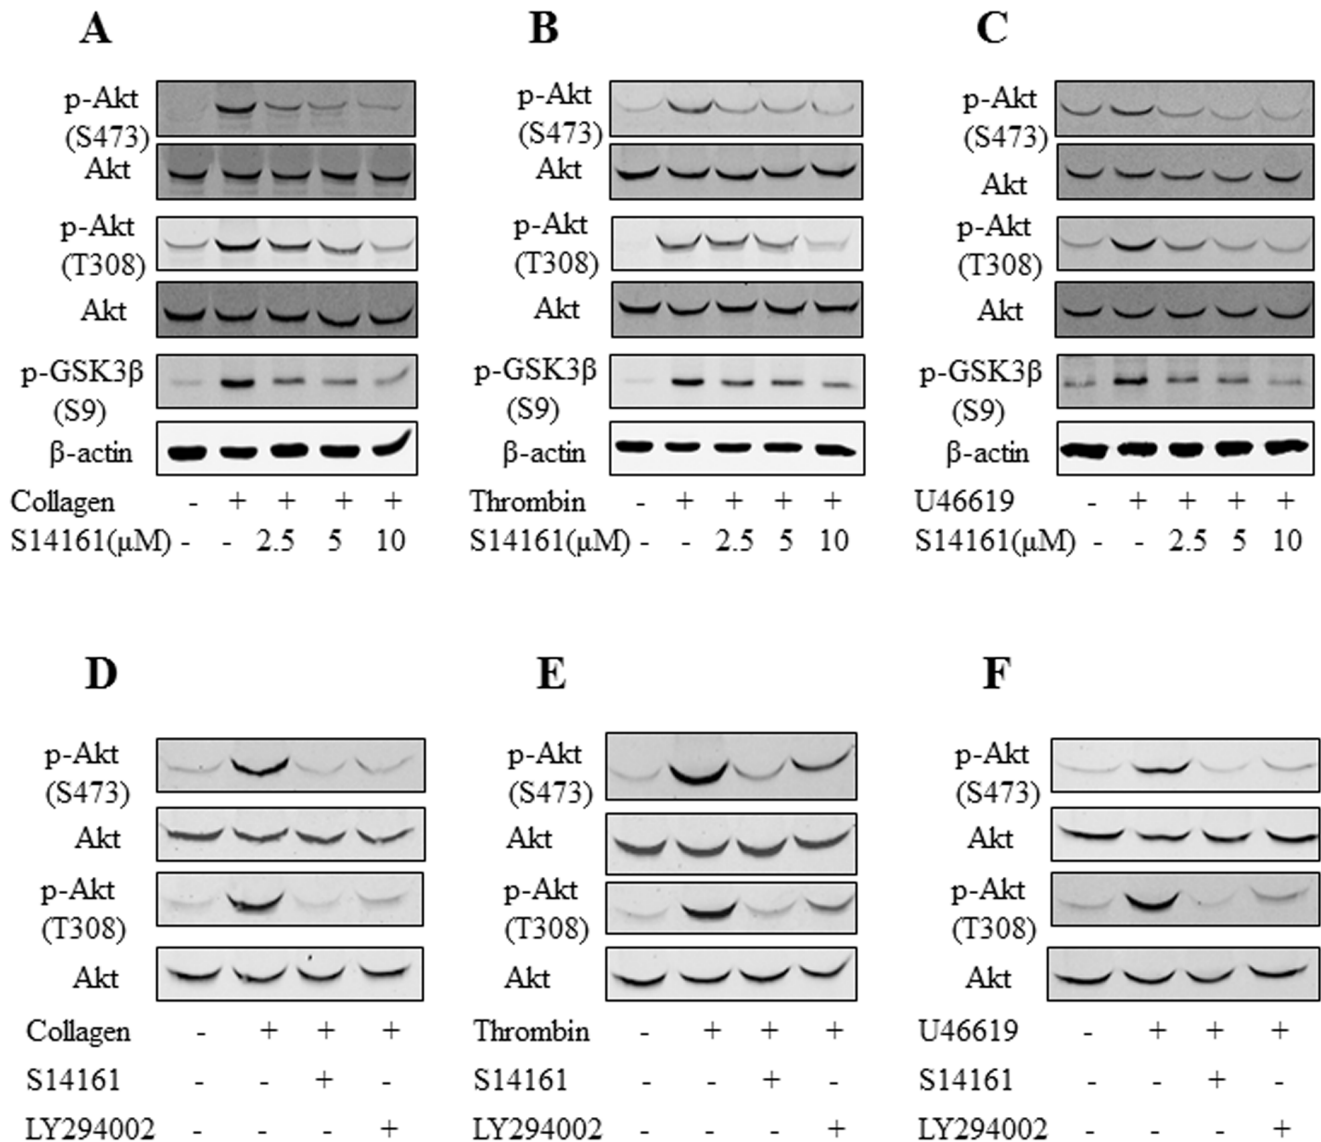 A
p-Akt
(S473)
Akt
p-Akt
(T308)
Akt
p-GSK3β
(S9)
β-actin
Collagen - + + + +
S14161(μM) - - 2.5 5 10
B
p-Akt
(S473)
Akt
p-Akt
(T308)
Akt
p-GSK3β
(S9)
β-actin
Thrombin - + + + +
S14161(μM) - - 2.5 5 10
C
p-Akt
(S473)
Akt
p-Akt
(T308)
Akt
p-GSK3β
(S9)
β-actin
U46619 - + + + +
S14161(μM) - - 2.5 5 10
D
p-Akt
(S473)
Akt
p-Akt
(T308)
Akt
Collagen - + + +
S14161 - - + -
LY294002 - - - +
E
p-Akt
(S473)
Akt
p-Akt
(T308)
Akt
Thrombin - + + +
S14161 - - + -
LY294002 - - - +
F
p-Akt
(S473)
Akt
p-Akt
(T308)
Akt
U46619 - + + +
S14161 - - + -
LY294002 - - - +